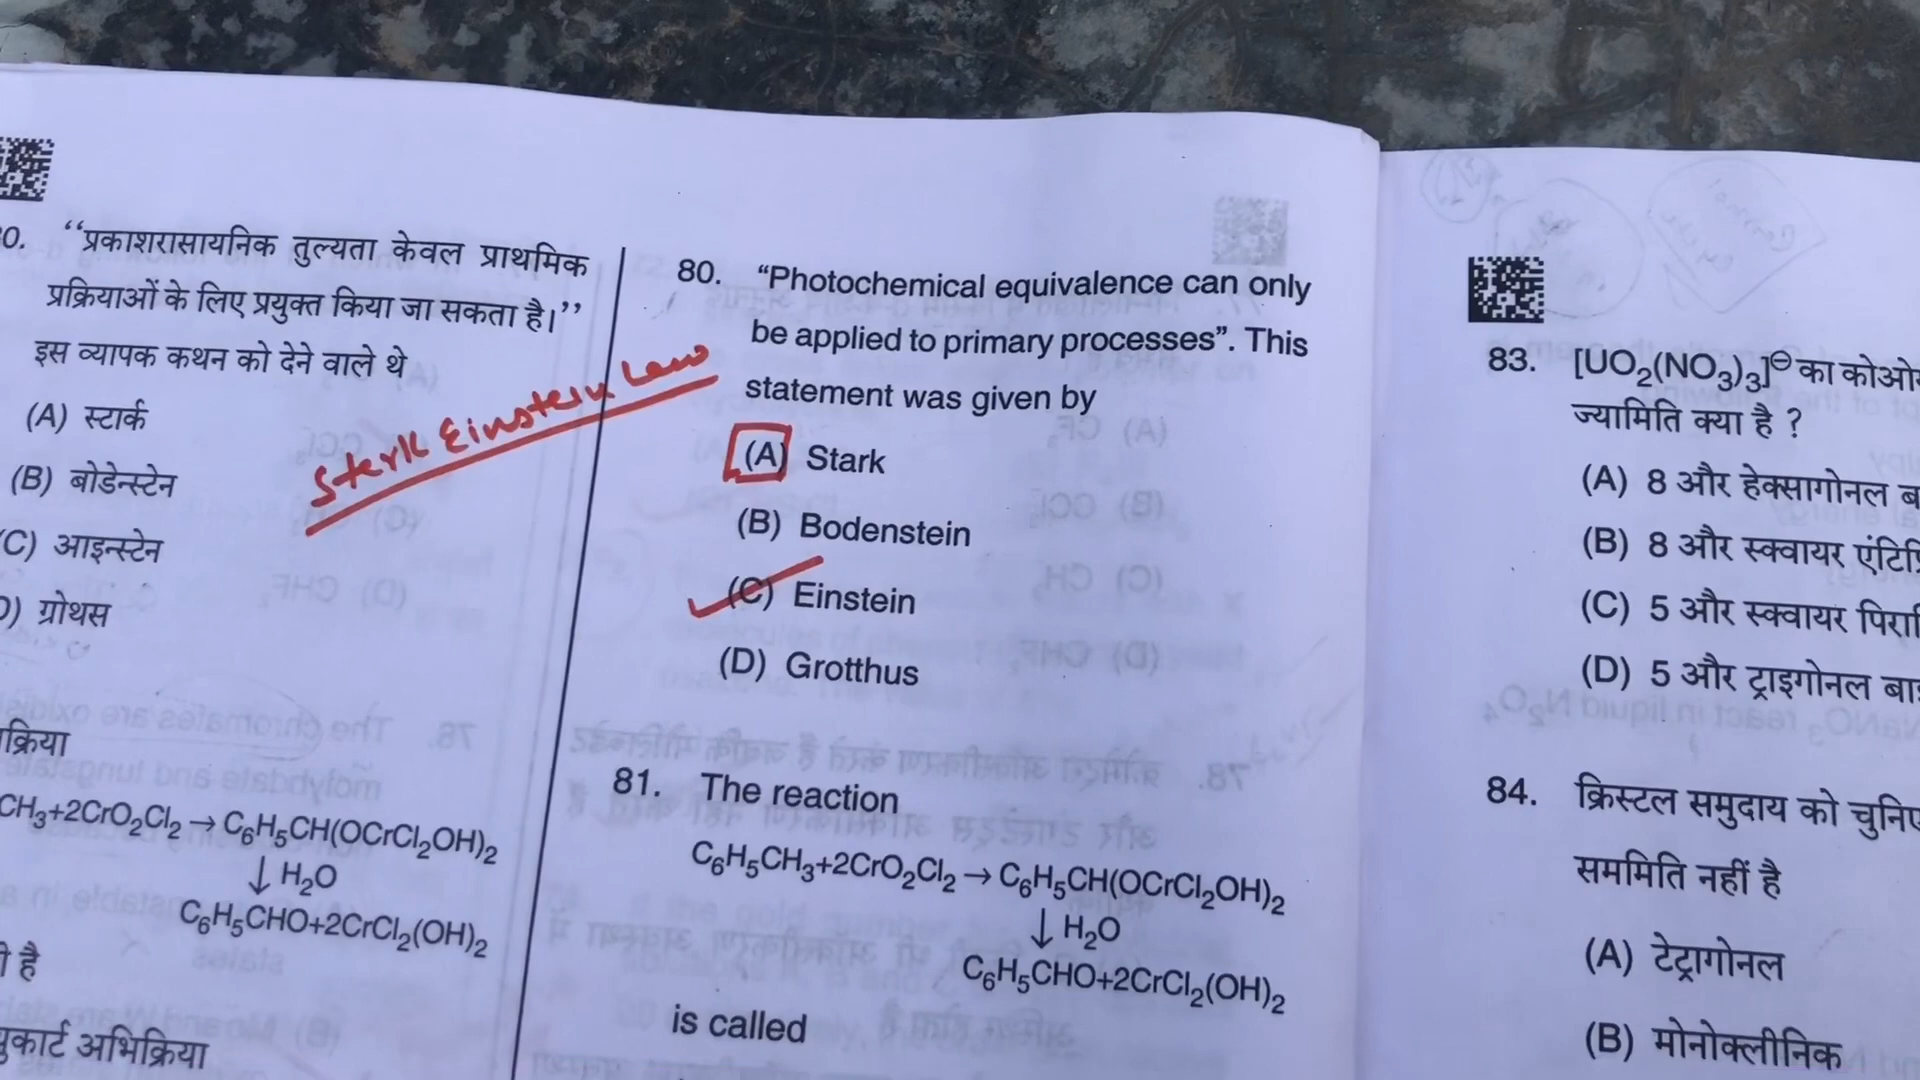 0. “प्रकाशरासायनिक तुल्यता केवल प्राथमिक
प्रक्रियाओं के लिए प्रयुक्त किया जा सकता है।”
इस व्यापक कथन को देने वाले थे
(A) स्टार्क
(B) बोडेन्स्टेन
(C) आइन्स्टेन
D) ग्रोथस
Sterk Einstein Law
क्रिया
CH₃+2CrO₂Cl₂→C₆H₅CH(OCrCl₂OH)₂
↓ H₂O
C₆H₅CHO+2CrCl₂(OH)₂
है
अभिक्रिया
80. “Photochemical equivalence can only
be applied to primary processes”. This
statement was given by
(A) Stark
(B) Bodenstein
(C) Einstein
(D) Grotthus
81. The reaction
C₆H₅CH₃+2CrO₂Cl₂→C₆H₅CH(OCrCl₂OH)₂
↓ H₂O
C₆H₅CHO+2CrCl₂(OH)₂
is called
83. [UO₂(NO₃)₃]⊖ का
ज्यामिति क्या है ?
(A) 8 और हेक्सागोनल
(B) 8 और स्क्वायर
(C) 5 और स्क्वायर
(D) 5 और ट्राइगोनल
84. क्रिस्टल समुदाय को
सममिति नहीं है
(A) टेट्रागोनल
(B) मोनोक्लीनिक